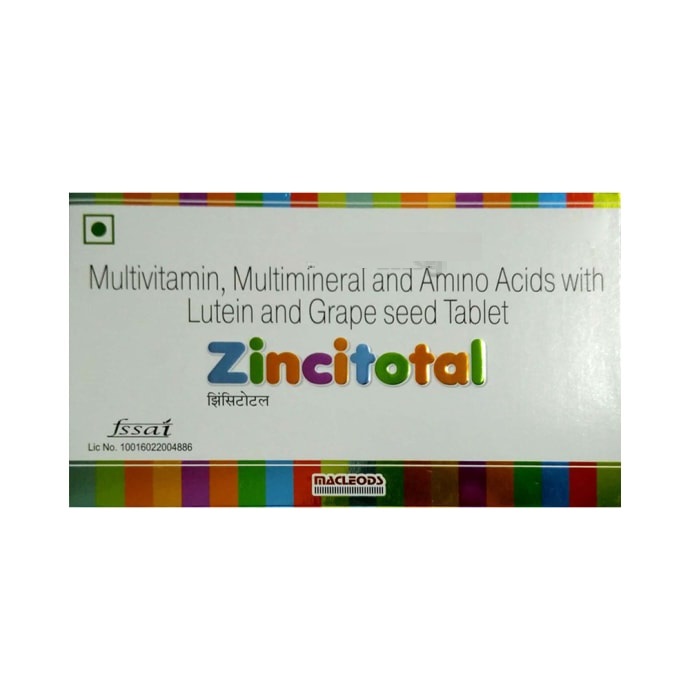 Multivitamin, Multimineral and Amino Acids with
Lutein and Grape seed Tablet
Zincitotal
झिंसिटोटल
fssai
Lic No. 10016022004886
MACLEODS